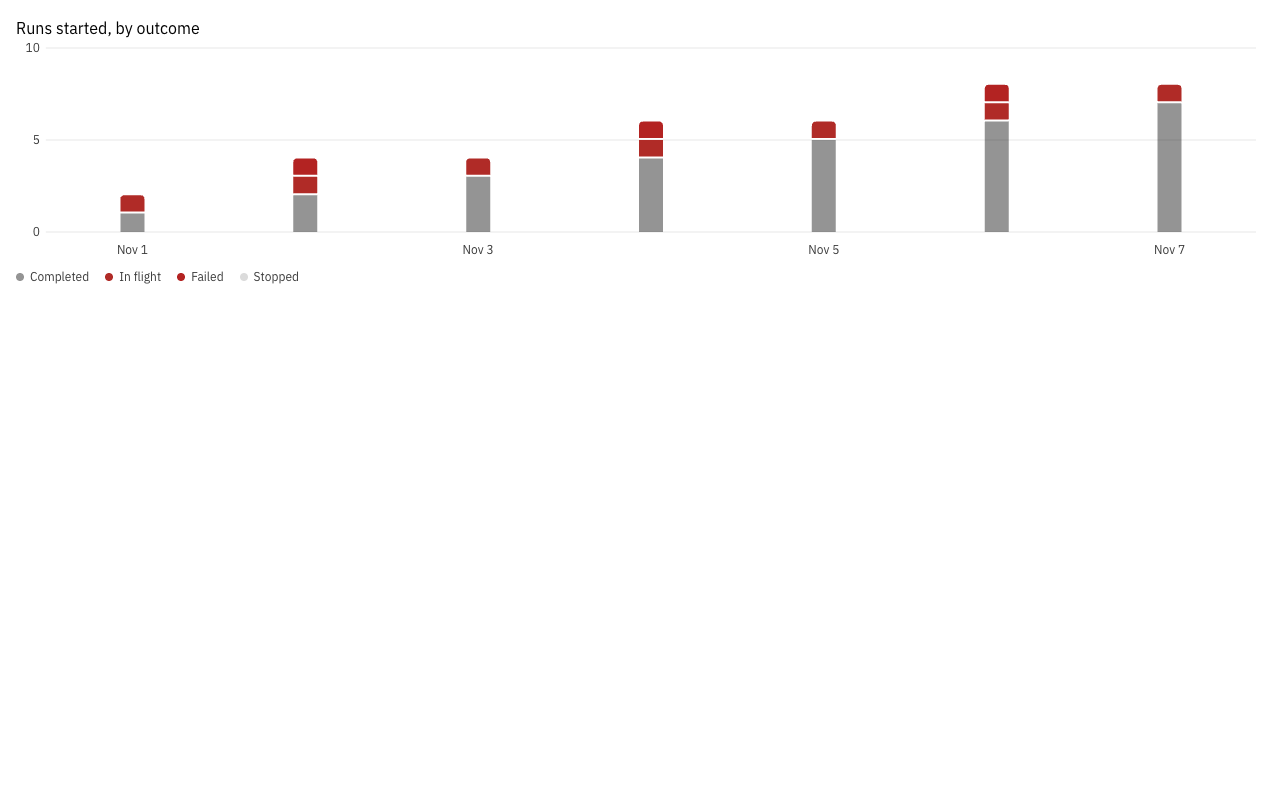 Runs started, by outcome
10
5
0
Nov 1 Nov 3 Nov 5 Nov 7
Completed In flight Failed Stopped